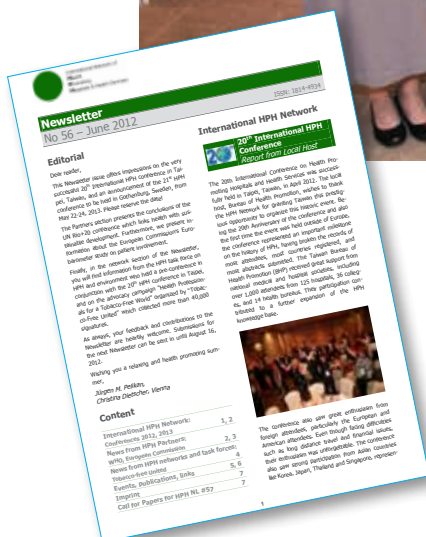 International Network of
Newsletter
No 56 – June 2012
ISSN: 1814-4934
Editorial
Dear reader,
This Newsletter issue offers impressions on the very
successful 20th International HPH Conference in Tai-
pei, Taiwan, and an announcement of the 21st HPH
conference to be held in Gothenburg, Sweden, from
May 22-24, 2013. Please reserve the date!
The Partners section presents the conclusions of the
UN Rio+20 conference which links health with sus-
tainable development. Furthermore, we present in-
formation about the European Commission's Euro-
barometer study on patient involvement.
Finally, in the network section of the Newsletter,
you will find information from the HPH task force on
HPH and environment who held a pre-conference in
conjunction with the 20th HPH conference in Taipei,
and on the advocacy campaign "Health Profession-
als for a Tobacco-Free World" organized by "Tobac-
co-Free United" which collected more than 40,000
signatures.
As always, your feedback and contributions to the
Newsletter are heartily welcome. Submissions for
the next Newsletter can be sent in until August 16,
2012.
Wishing you a relaxing and health promoting sum-
mer,
Jürgen M. Pelikan,
Christina Dietscher, Vienna
Content
International HPH Network: 1, 2
Conferences 2012, 2013
News from HPH Partners: 2, 3
WHO, European Commission
News from HPH networks and task forces: 4
Tobacco-free United 7
Events, Publications, links 5, 6
Imprint 7
Call for Papers for HPH NL #57 7
International HPH Network
20th International HPH
Conference
Report from Local Host
The 20th International Conference on Health Pro-
moting Hospitals and Health Services was success-
fully held in Taipei, Taiwan, in April 2012. The local
host, Bureau of Health Promotion, wishes to thank
the HPH Network for granting Taiwan this prestig-
ious opportunity to organize this historic event. Be-
ing the 20th Anniversary of the conference and also
the first time the event was held outside of Europe,
the conference represented an important milestone
on the history of HPH, having broken the records of
most attendees, most countries registered, and
most abstracts submitted. The Taiwan Bureau of
Health Promotion (BHP) received great support from
national medical and hospital societies, including
over 1,000 attendees from 125 hospitals, 36 colleg-
es, and 14 health bureaus. They participation con-
tributed to a further expansion of the HPH
knowledge base.
The conference also saw great enthusiasm from
foreign attendees, particularly the European and
American attendees. Even though facing difficulties
such as long distance travel and financial issues,
their enthusiasm was unforgettable. The conference
also saw strong participation from Asian countries
like Korea, Japan, Thailand and Singapore, represen-
1